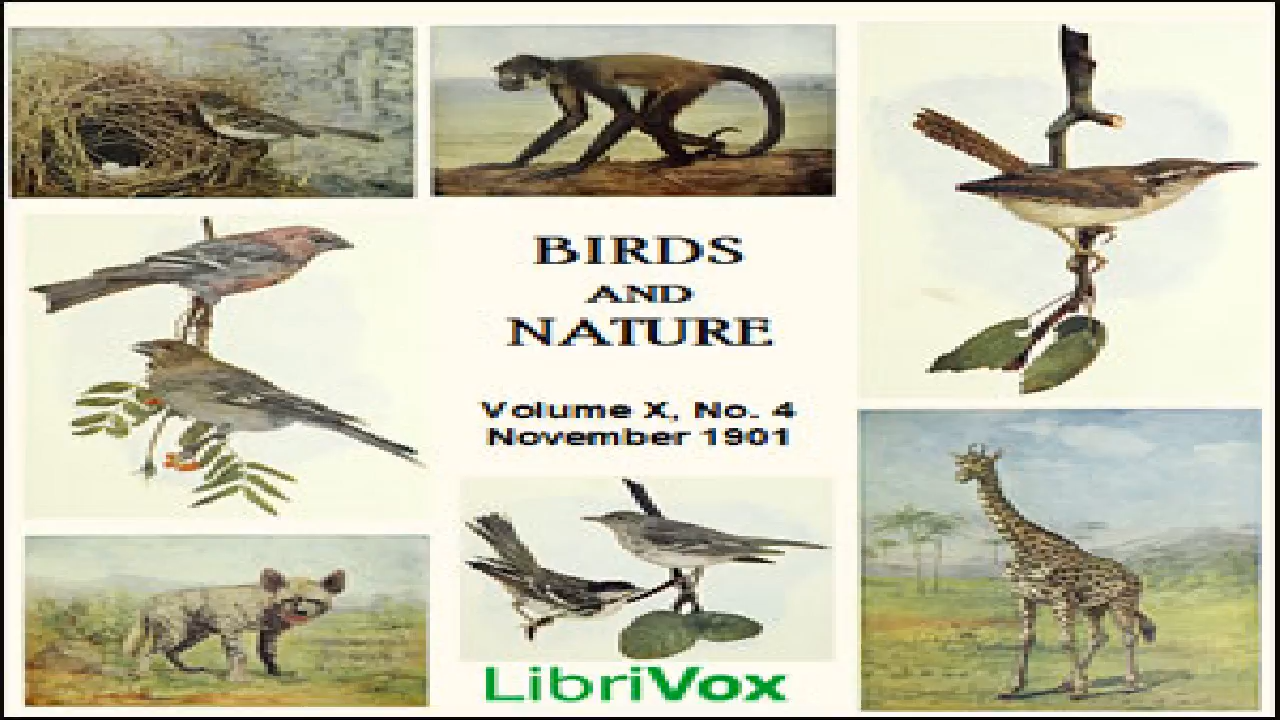 BIRDS
AND
NATURE
Volume X, No. 4
November 1901
LibriVox